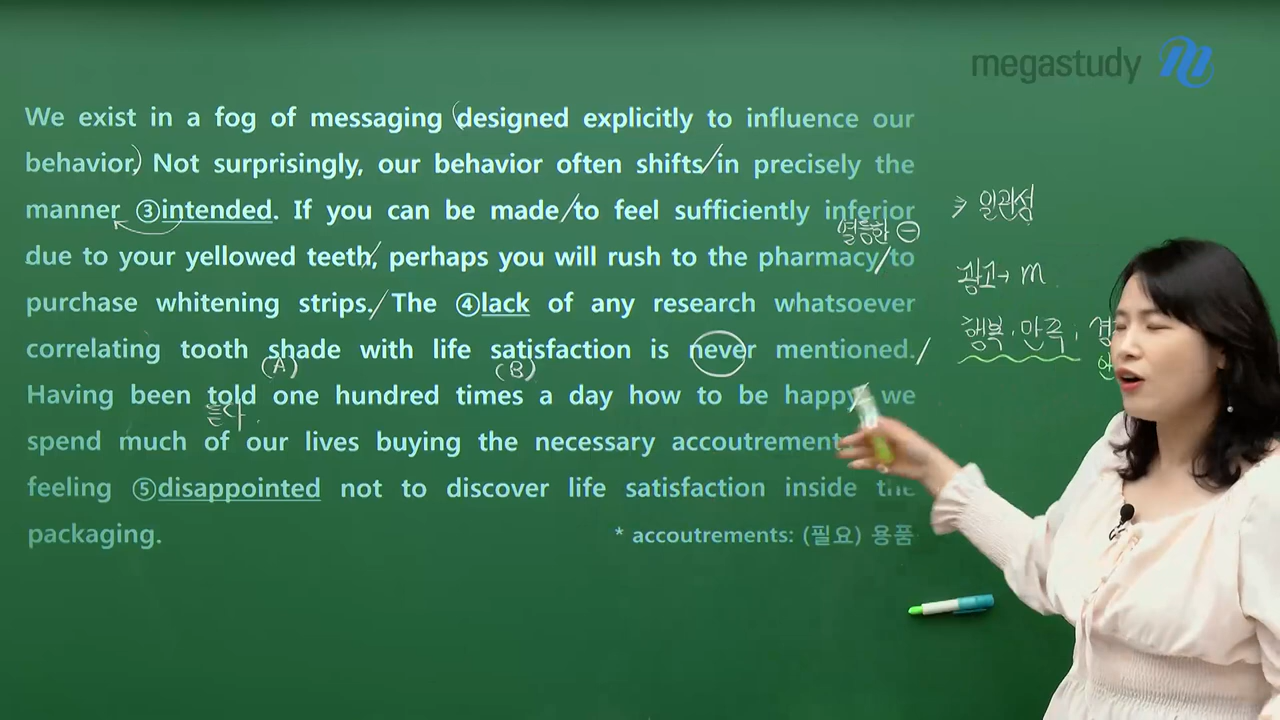 megastudy
We exist in a fog of messaging (designed explicitly to influence our
behavior.) Not surprisingly, our behavior often shifts/in precisely the
manner ③intended. If you can be made/to feel sufficiently inferior
열등한 ㊀
due to your yellowed teeth, perhaps you will rush to the pharmacy/to
purchase whitening strips./ The ④lack of any research whatsoever
correlating tooth shade with life satisfaction is never mentioned./
(A) (B)
Having been told one hundred times a day how to be happy, we
듣다
spend much of our lives buying the necessary
feeling ⑤disappointed not to discover life satisfaction inside the
packaging.
* accoutrements: (필요) 용품
일관성
광고→ m
행복·만족,